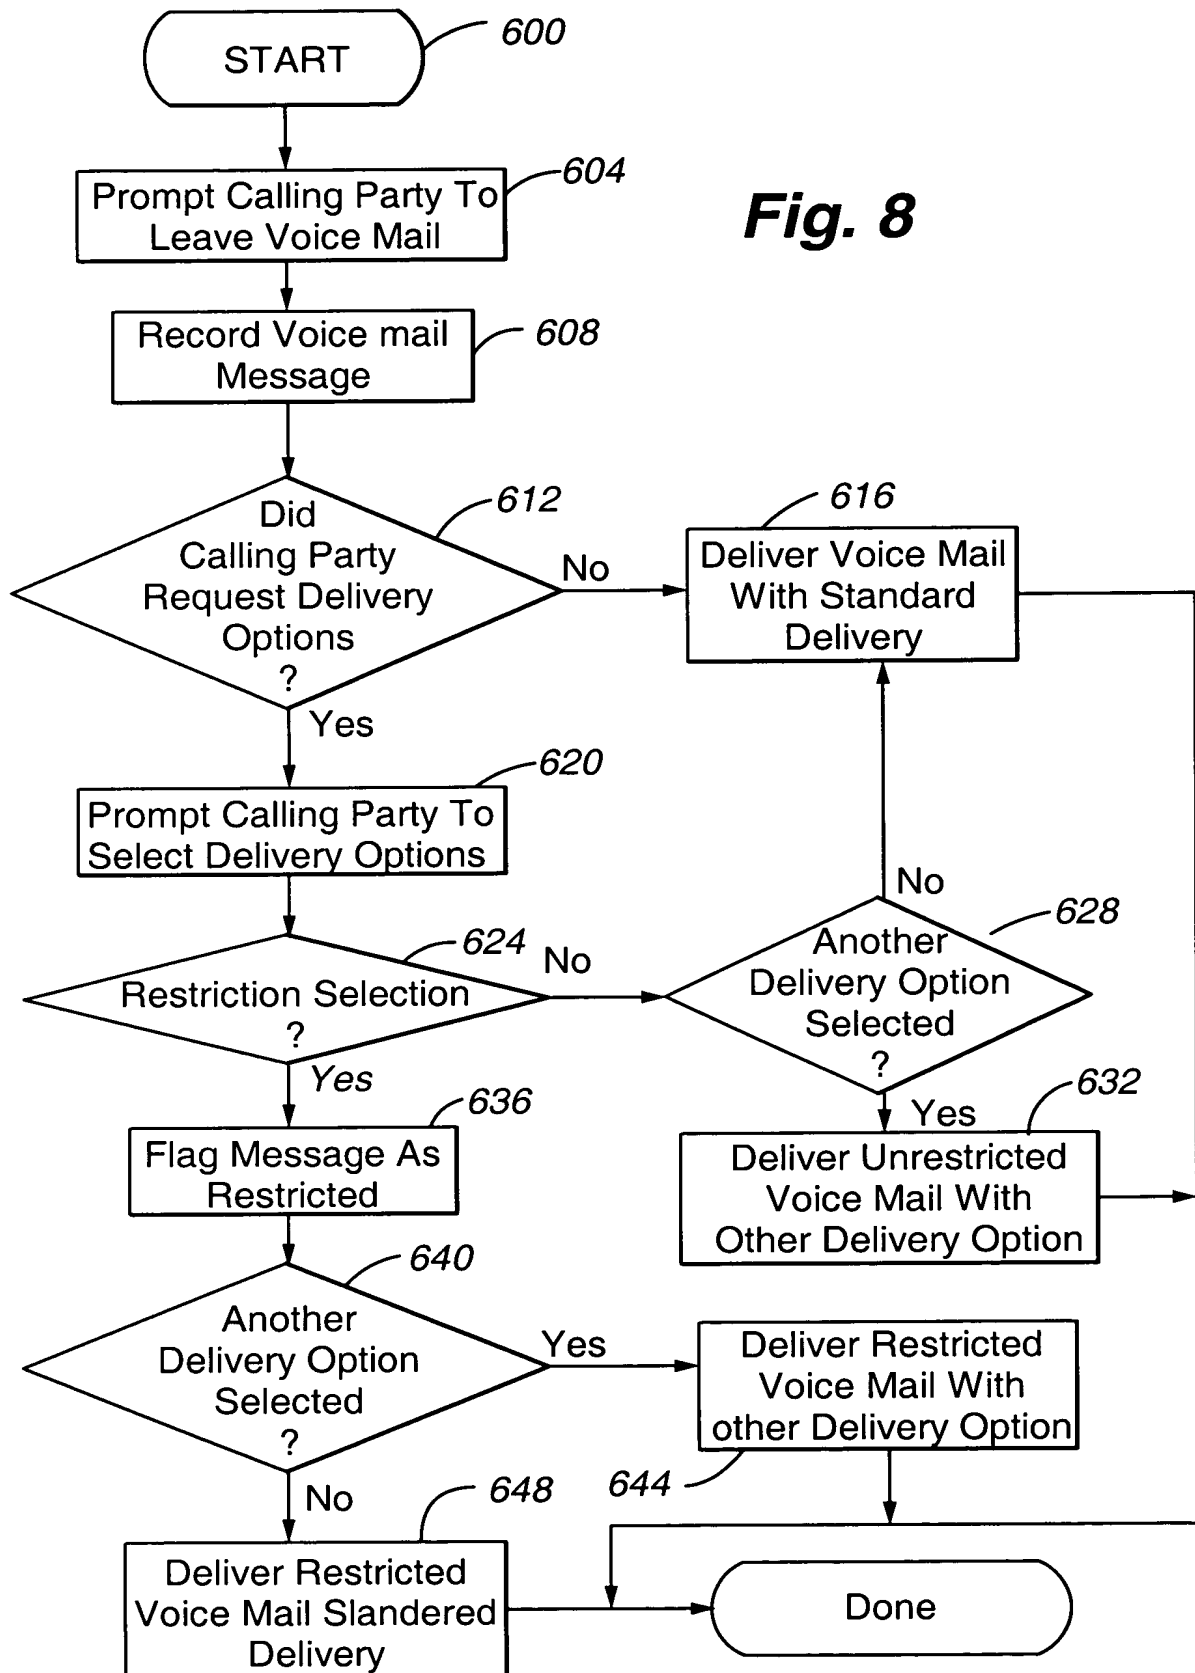 START
600
Prompt Calling Party To
Leave Voice Mail
604
Fig. 8
Record Voice mail
Message
608
Did
Calling Party
Request Delivery
Options
?
612
No
616
Deliver Voice Mail
With Standard
Delivery
Yes
620
Prompt Calling Party To
Select Delivery Options
No
624
Restriction Selection
?
No
628
Another
Delivery Option
Selected
?
Yes
636
Yes
632
Flag Message As
Restricted
Deliver Unrestricted
Voice Mail With
Other Delivery Option
640
Another
Delivery Option
Selected
?
Yes
Deliver Restricted
Voice Mail With
other Delivery Option
644
No
648
Deliver Restricted
Voice Mail Slandered
Delivery
Done